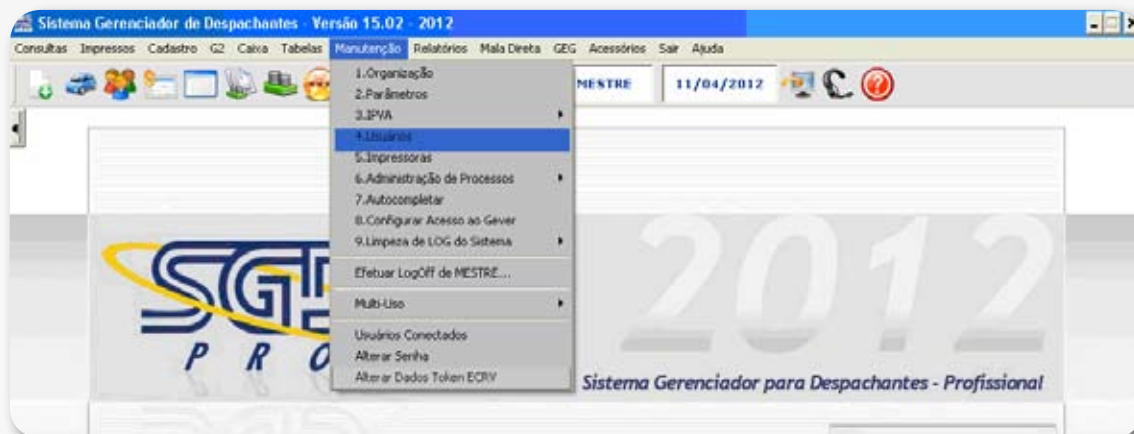 Sistema Gerenciador de Despachantes - Versão 15.02 - 2012
Consultas Impressos Cadastro G2 Caixa Tabelas Manutenção Relatórios Mala Direta GEG Acessórios Sair Ajuda
MESTRE 11/04/2012
1.Organização
2.Parâmetros
3.IPVA
4.Usuários
5.Impressoras
6.Administração de Processos
7.Autocompletar
8.Configurar Acesso ao Gever
9.Limpeza de LOG do Sistema
Efetuar LogOff de MESTRE...
Multi-Uso
Usuários Conectados
Alterar Senha
Alterar Dados Token ECRV
2012
SG
P R O
Sistema Gerenciador para Despachantes - Profissional